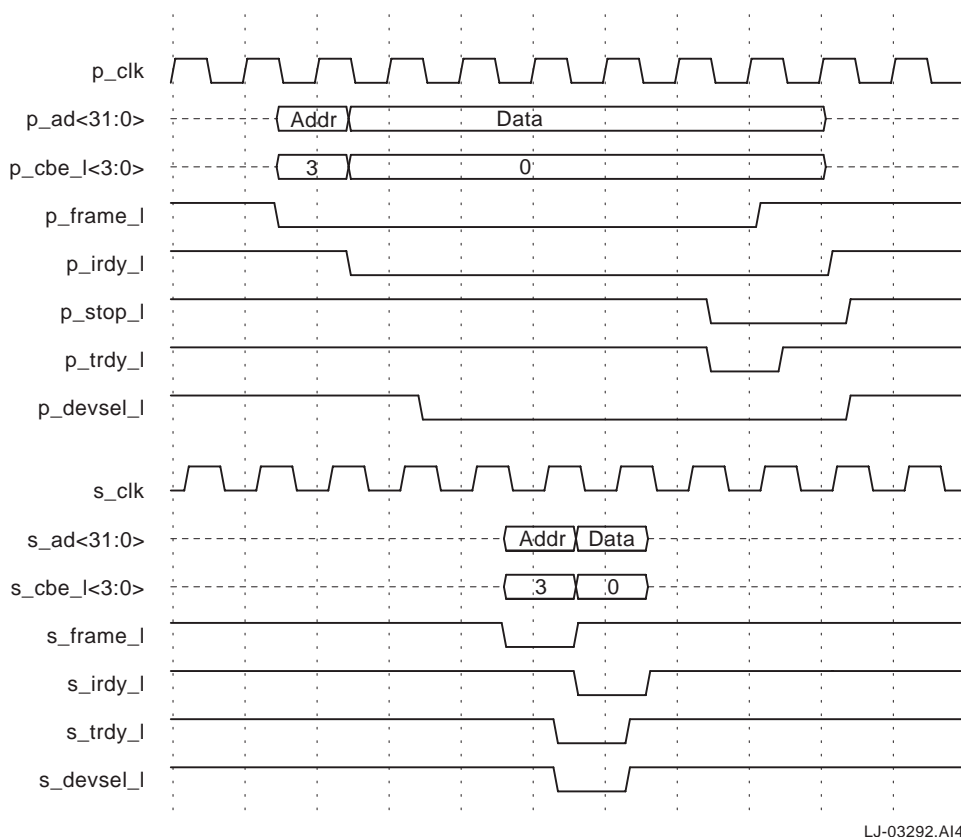 p_clk
p_ad<31:0> Addr Data
p_cbe_l<3:0> 3 0
p_frame_l
p_irdy_l
p_stop_l
p_trdy_l
p_devsel_l
s_clk
s_ad<31:0> Addr Data
s_cbe_l<3:0> 3 0
s_frame_l
s_irdy_l
s_trdy_l
s_devsel_l
LJ-03292.AI4